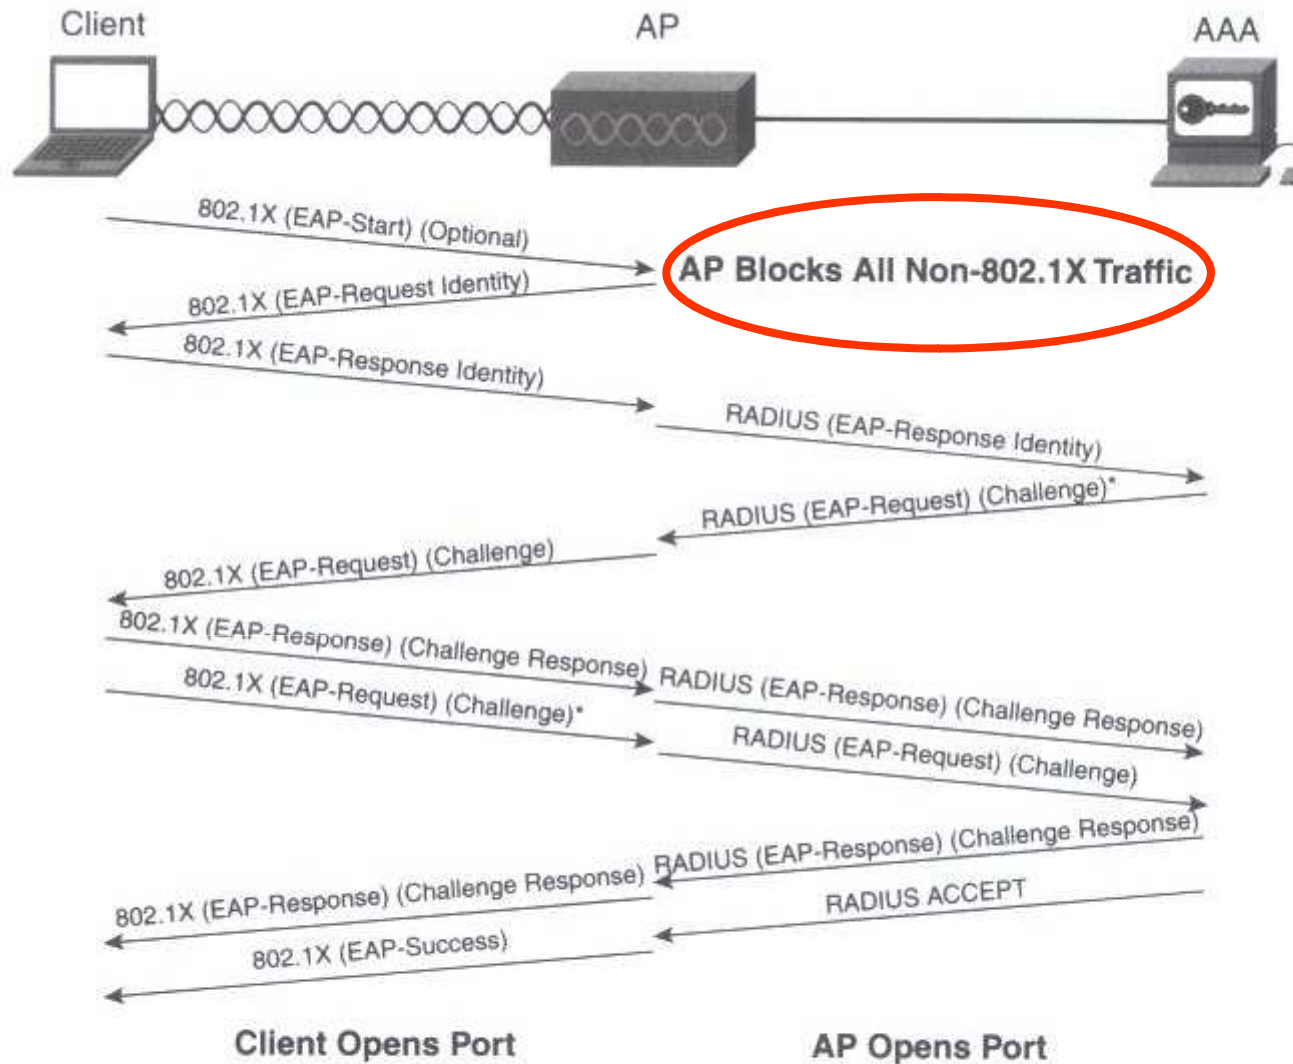 Client
AP
AAA
802.1X (EAP-Start) (Optional)
AP Blocks All Non-802.1X Traffic
802.1X (EAP-Request Identity)
802.1X (EAP-Response Identity)
RADIUS (EAP-Response Identity)
RADIUS (EAP-Request) (Challenge)*
802.1X (EAP-Request) (Challenge)
802.1X (EAP-Response) (Challenge Response)
RADIUS (EAP-Response) (Challenge Response)
802.1X (EAP-Request) (Challenge)*
RADIUS (EAP-Request) (Challenge)
RADIUS (EAP-Response) (Challenge Response)
802.1X (EAP-Response) (Challenge Response)
RADIUS ACCEPT
802.1X (EAP-Success)
Client Opens Port
AP Opens Port